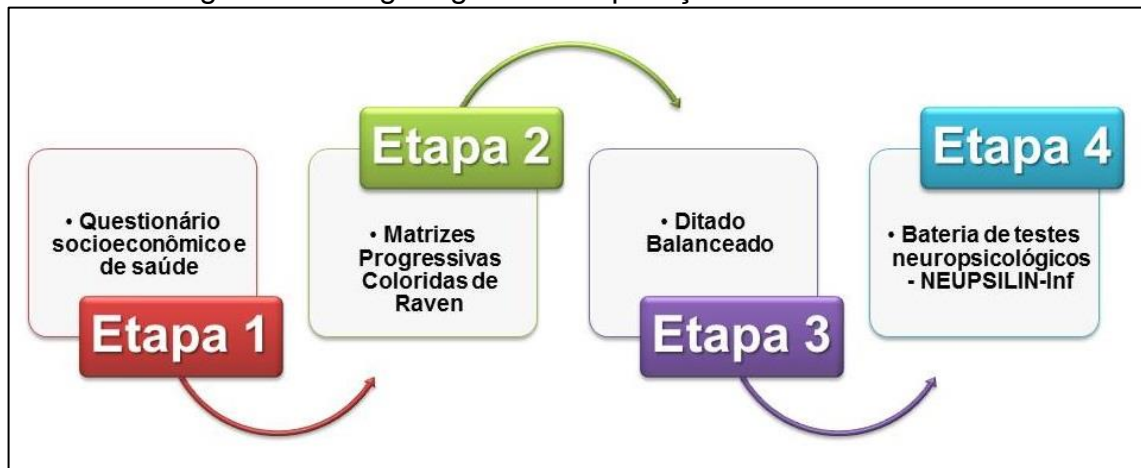 Etapa 1
• Questionário
socioeconômico e
de saúde
Etapa 2
• Matrizes
Progressivas
Coloridas de
Raven
Etapa 3
• Ditado
Balanceado
Etapa 4
• Bateria de testes
neuropsicológicos
- NEUPSILIN-Inf